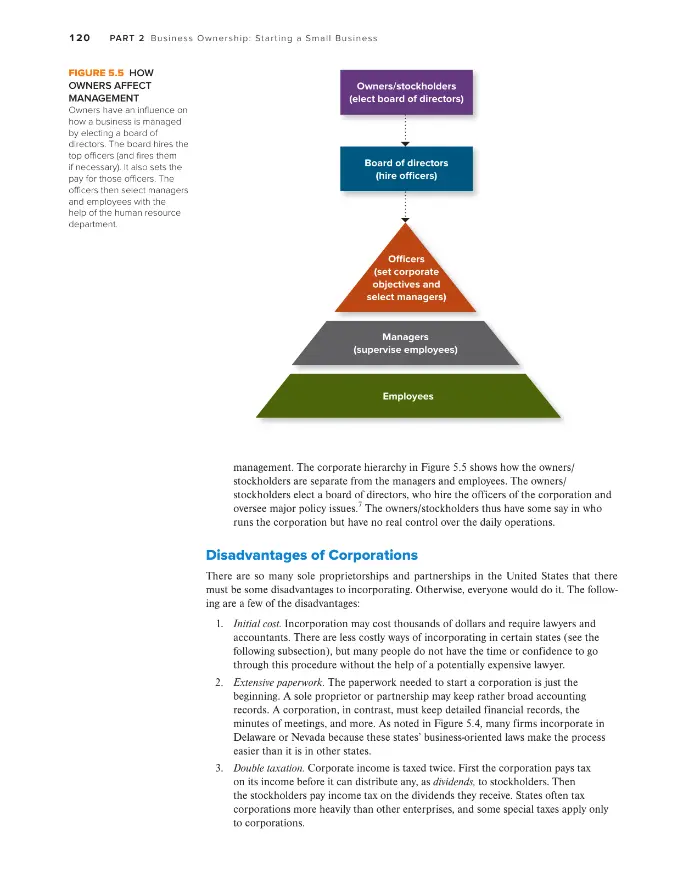 120 PART 2 Business Ownership: Starting a Small Business
FIGURE 5.5 HOW
OWNERS AFFECT
MANAGEMENT
Owners have an influence on
how a business is managed
by electing a board of
directors. The board hires the
top officers (and fires them
if necessary). It also sets the
pay for those officers. The
officers then select managers
and employees with the
help of the human resource
department.
Owners/stockholders
(elect board of directors)
Board of directors
(hire officers)
Officers
(set corporate
objectives and
select managers)
Managers
(supervise employees)
Employees
management. The corporate hierarchy in Figure 5.5 shows how the owners/
stockholders are separate from the managers and employees. The owners/
stockholders elect a board of directors, who hire the officers of the corporation and
oversee major policy issues.7 The owners/stockholders thus have some say in who
runs the corporation but have no real control over the daily operations.
Disadvantages of Corporations
There are so many sole proprietorships and partnerships in the United States that there
must be some disadvantages to incorporating. Otherwise, everyone would do it. The follow-
ing are a few of the disadvantages:
1. Initial cost. Incorporation may cost thousands of dollars and require lawyers and
accountants. There are less costly ways of incorporating in certain states (see the
following subsection), but many people do not have the time or confidence to go
through this procedure without the help of a potentially expensive lawyer.
2. Extensive paperwork. The paperwork needed to start a corporation is just the
beginning. A sole proprietor or partnership may keep rather broad accounting
records. A corporation, in contrast, must keep detailed financial records, the
minutes of meetings, and more. As noted in Figure 5.4, many firms incorporate in
Delaware or Nevada because these states' business-oriented laws make the process
easier than it is in other states.
3. Double taxation. Corporate income is taxed twice. First the corporation pays tax
on its income before it can distribute any, as dividends, to stockholders. Then
the stockholders pay income tax on the dividends they receive. States often tax
corporations more heavily than other enterprises, and some special taxes apply only
to corporations.